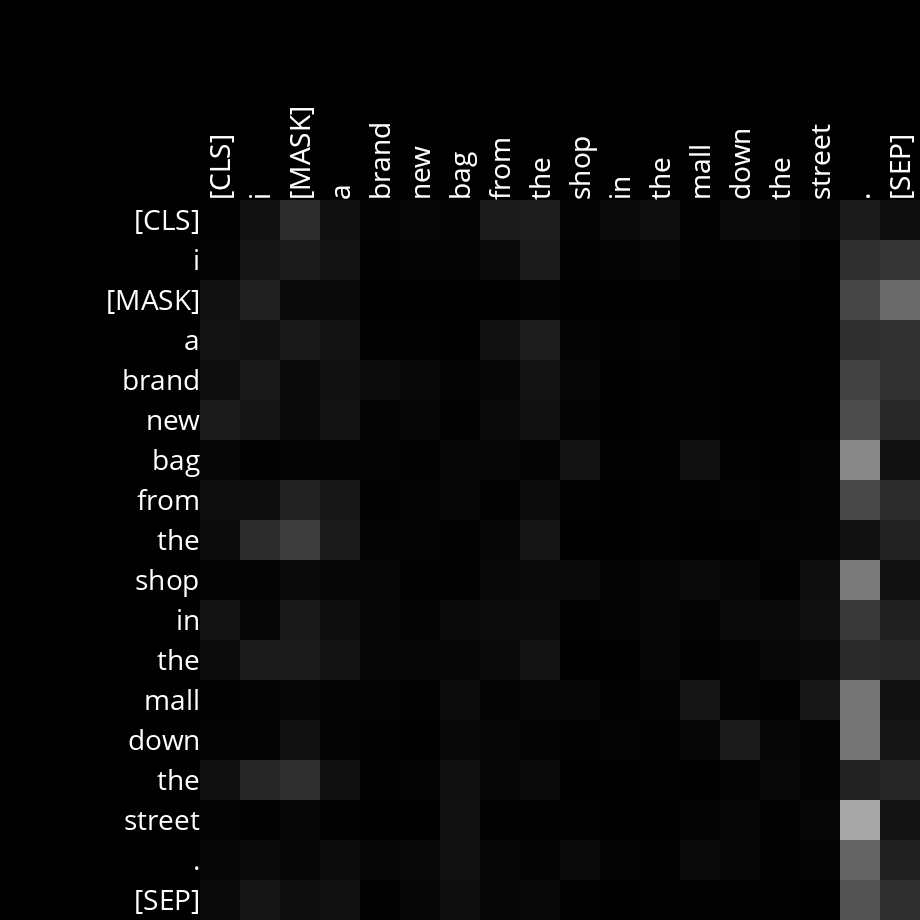 [CLS] i [MASK] a brand new bag from the shop in the mall down the street . [SEP]
[CLS]
i
[MASK]
a
brand
new
bag
from
the
shop
in
the
mall
down
the
street
.
[SEP]